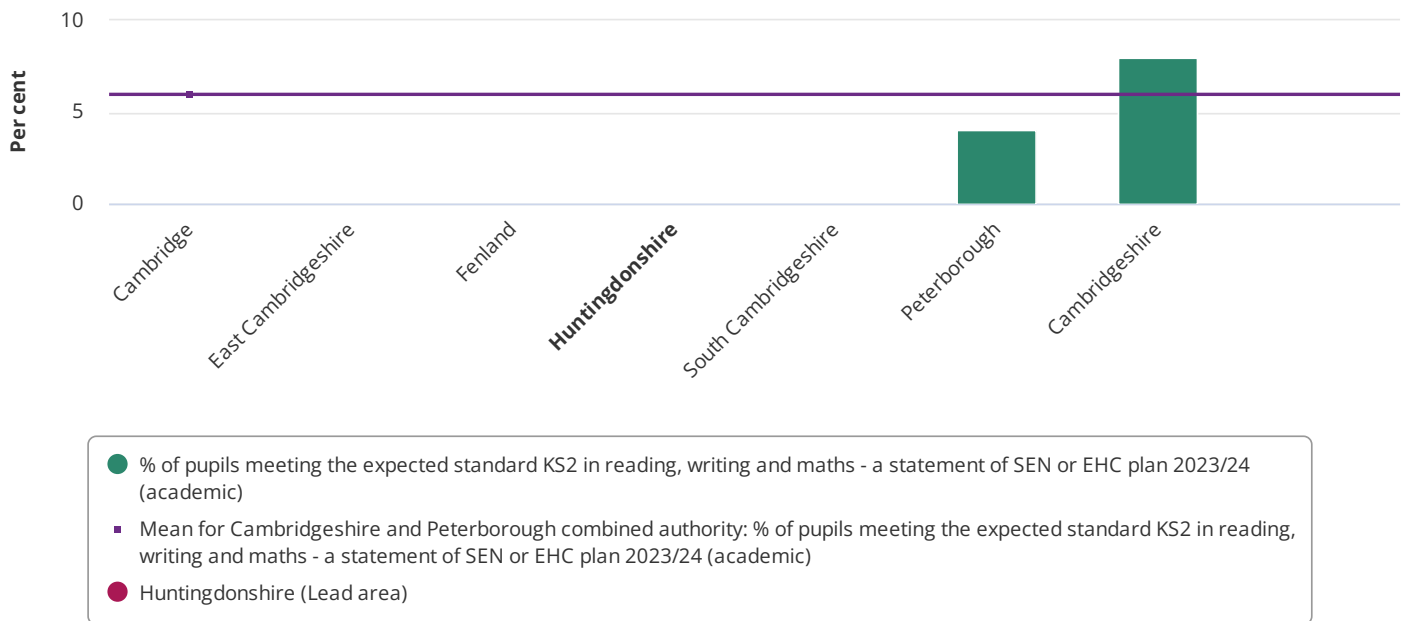 10
Per cent
5
0
Cambridge
East Cambridgeshire
Fenland
Huntingdonshire
South Cambridgeshire
Peterborough
Cambridgeshire
% of pupils meeting the expected standard KS2 in reading, writing and maths - a statement of SEN or EHC plan 2023/24
(academic)
Mean for Cambridgeshire and Peterborough combined authority: % of pupils meeting the expected standard KS2 in reading,
writing and maths - a statement of SEN or EHC plan 2023/24 (academic)
Huntingdonshire (Lead area)